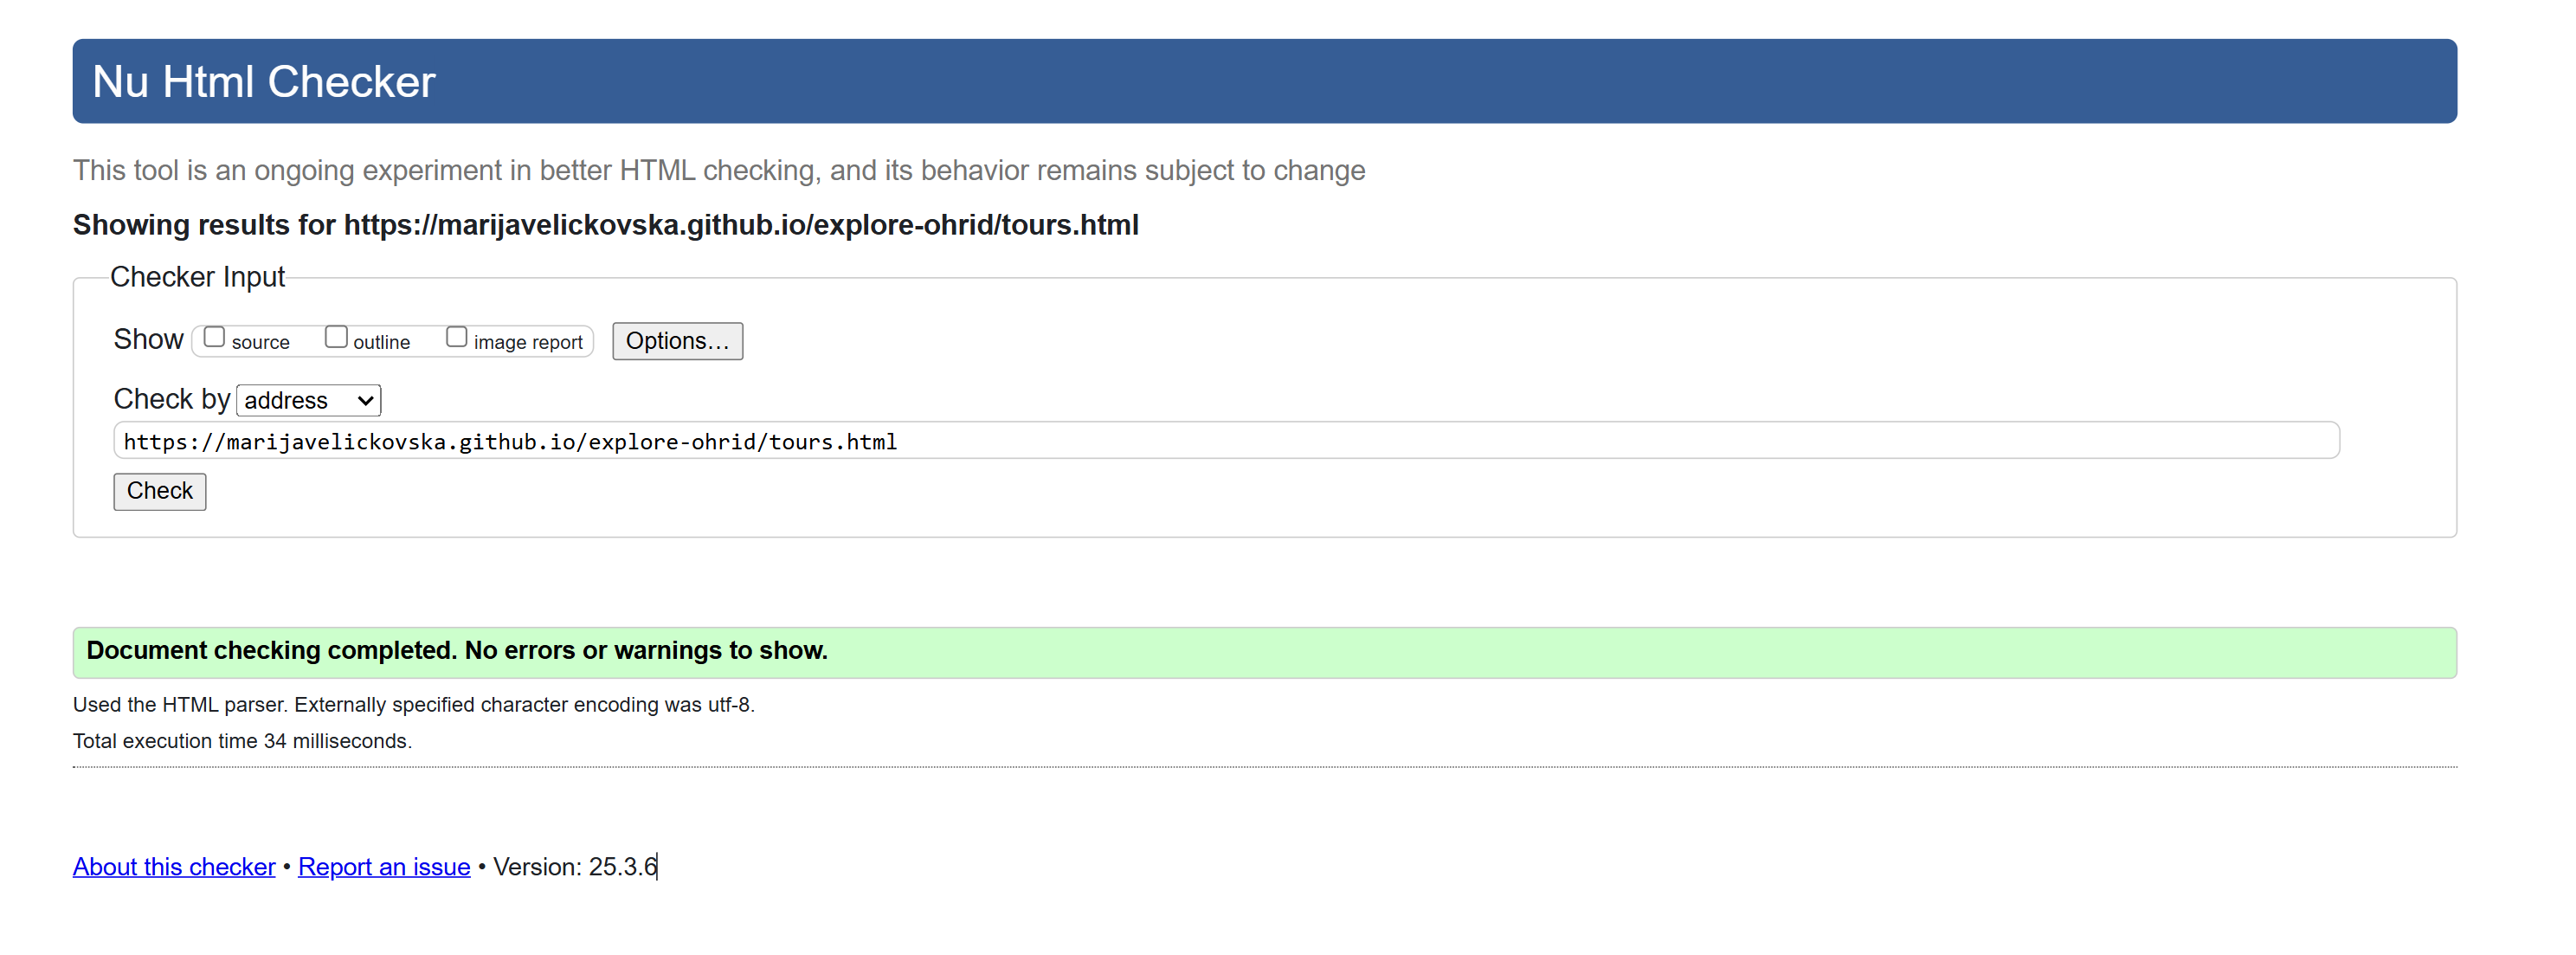 Nu Html Checker
This tool is an ongoing experiment in better HTML checking, and its behavior remains subject to change
Showing results for https://marijavelickovska.github.io/explore-ohrid/tours.html
Checker Input
Show source outline image report Options...
Check by address
https://marijavelickovska.github.io/explore-ohrid/tours.html
Check
Document checking completed. No errors or warnings to show.
Used the HTML parser. Externally specified character encoding was utf-8.
Total execution time 34 milliseconds.
About this checker • Report an issue • Version: 25.3.6